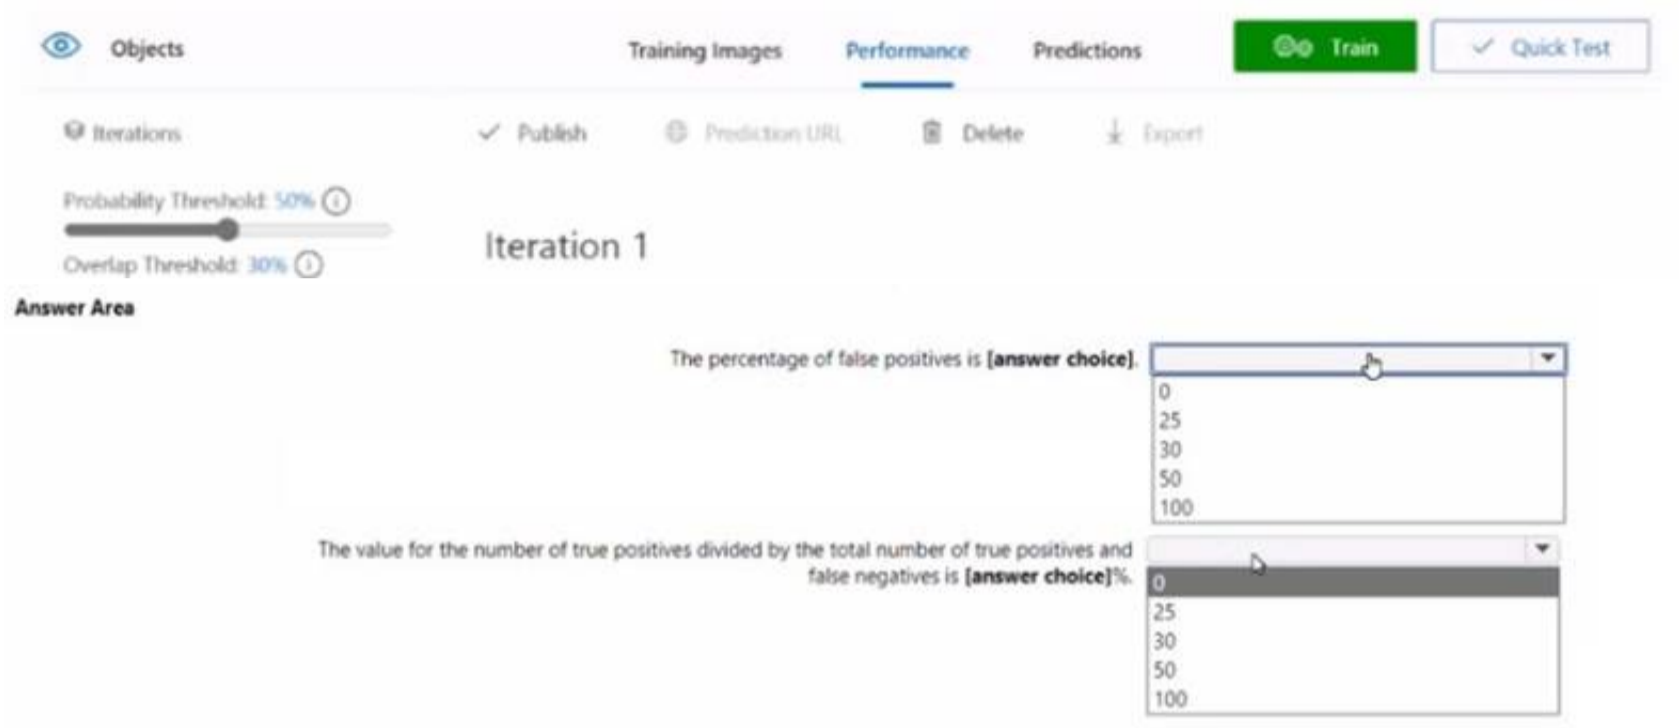 Objects Training Images Performance Predictions Train Quick Test
Iterations Publish Prediction URL Delete Export
Probability Threshold: 50%
Iteration 1
Overlap Threshold: 30%
Answer Area
The percentage of false positives is [answer choice].
0
25
30
50
100
The value for the number of true positives divided by the total number of true positives and
false negatives is [answer choice]%.
0
25
30
50
100